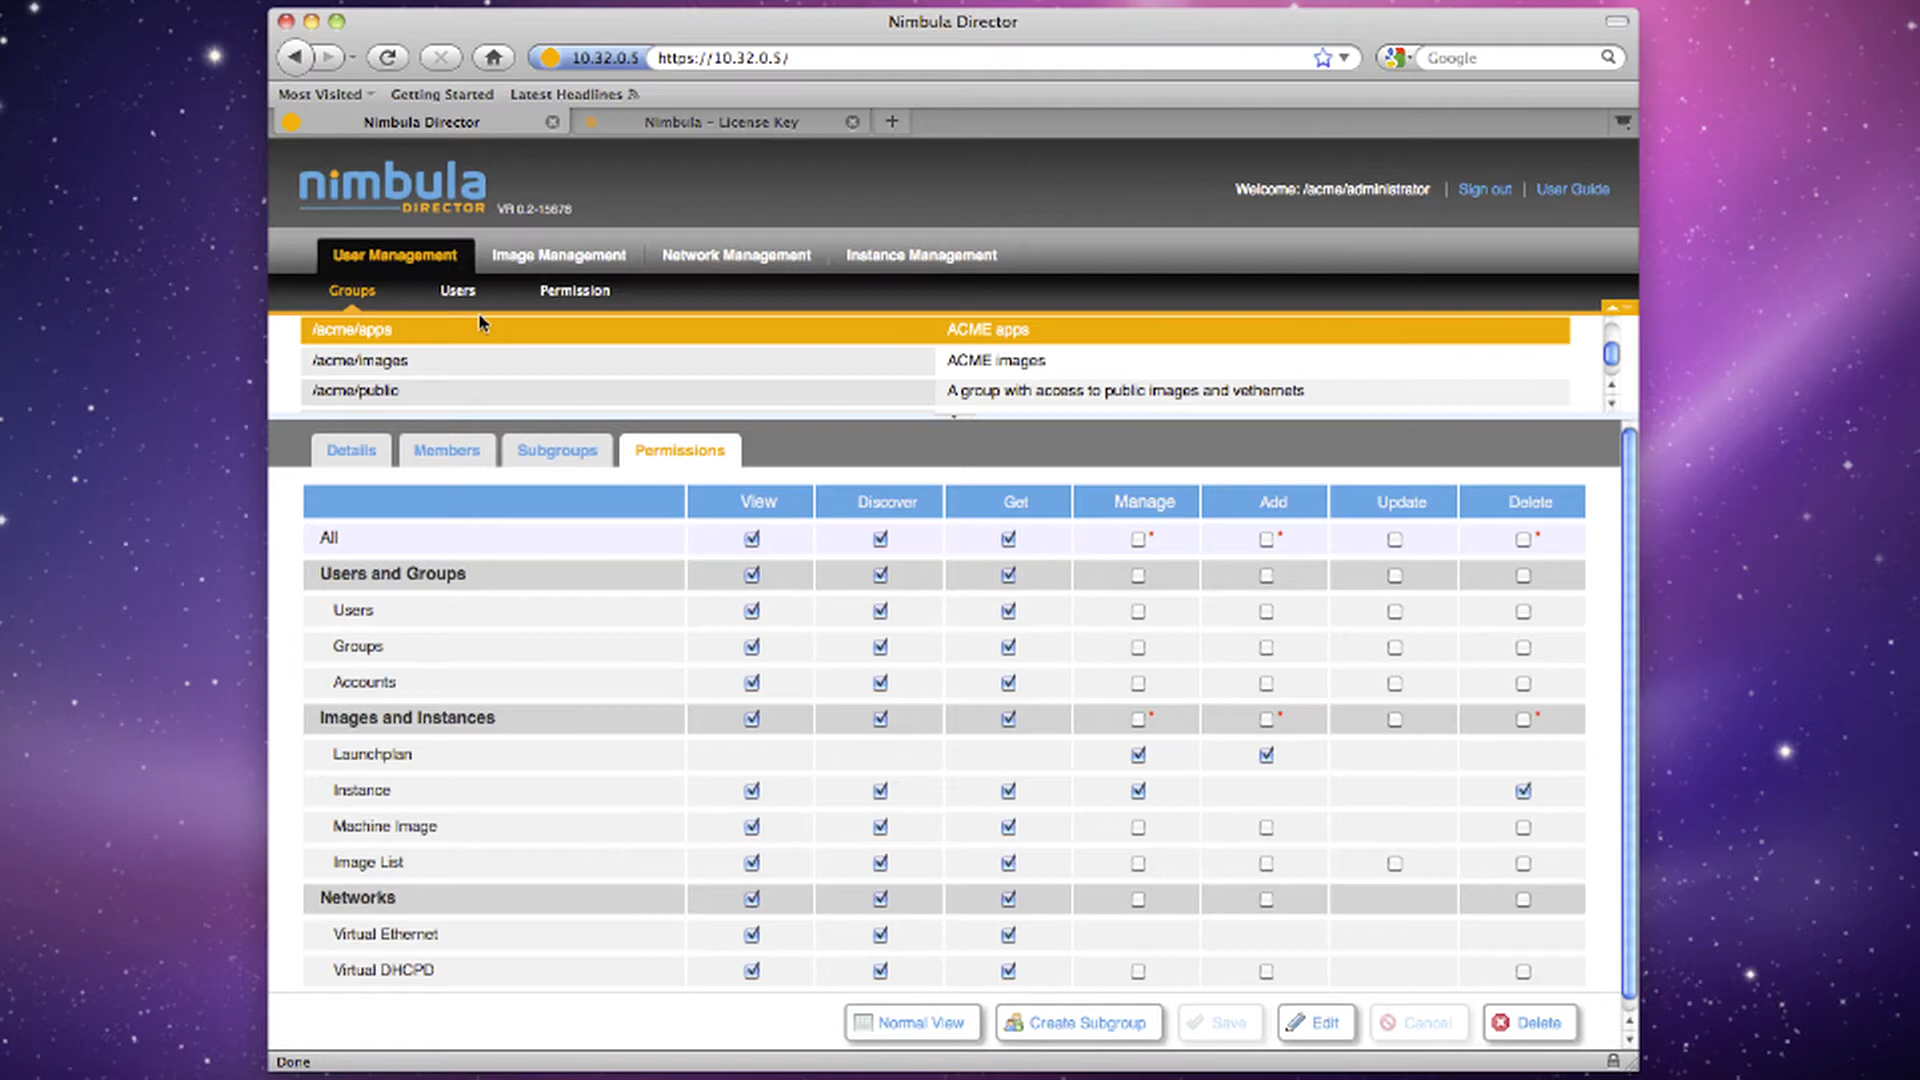 Nimbula Director
10.32.0.5 https://10.32.0.5/ Google
Most Visited Getting Started Latest Headlines
Nimbula Director Nimbula - License Key
nimbula
DIRECTOR VR 0.2-15678
Welcome: /acme/administrator | Sign out | User Guide
User Management Image Management Network Management Instance Management
Groups Users Permission
/acme/apps ACME apps
/acme/images ACME images
/acme/public A group with access to public images and vethernets
Details Members Subgroups Permissions
View Discover Get Manage Add Update Delete
All * * *
Users and Groups
Users
Groups
Accounts
Images and Instances * * *
Launchplan
Instance
Machine Image
Image List
Networks
Virtual Ethernet
Virtual DHCPD
Normal View Create Subgroup Save Edit Cancel Delete
Done